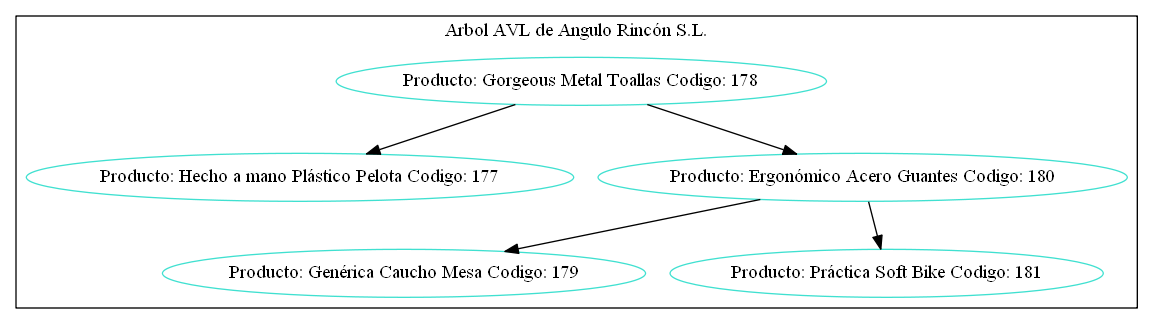 Arbol AVL de Angulo Rincón S.L.
Producto: Gorgeous Metal Toallas Codigo: 178
Producto: Hecho a mano Plástico Pelota Codigo: 177
Producto: Ergonómico Acero Guantes Codigo: 180
Producto: Genérica Caucho Mesa Codigo: 179
Producto: Práctica Soft Bike Codigo: 181